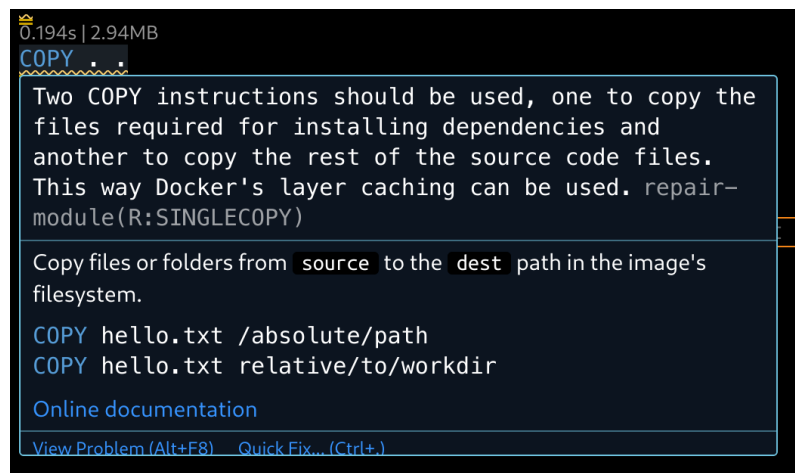 0.194s | 2.94MB
COPY . .
Two COPY instructions should be used, one to copy the
files required for installing dependencies and
another to copy the rest of the source code files.
This way Docker's layer caching can be used. repair-
module(R:SINGLECOPY)
Copy files or folders from source to the dest path in the image's
filesystem.
COPY hello.txt /absolute/path
COPY hello.txt relative/to/workdir
Online documentation
View Problem (Alt+F8) Quick Fix... (Ctrl+.)